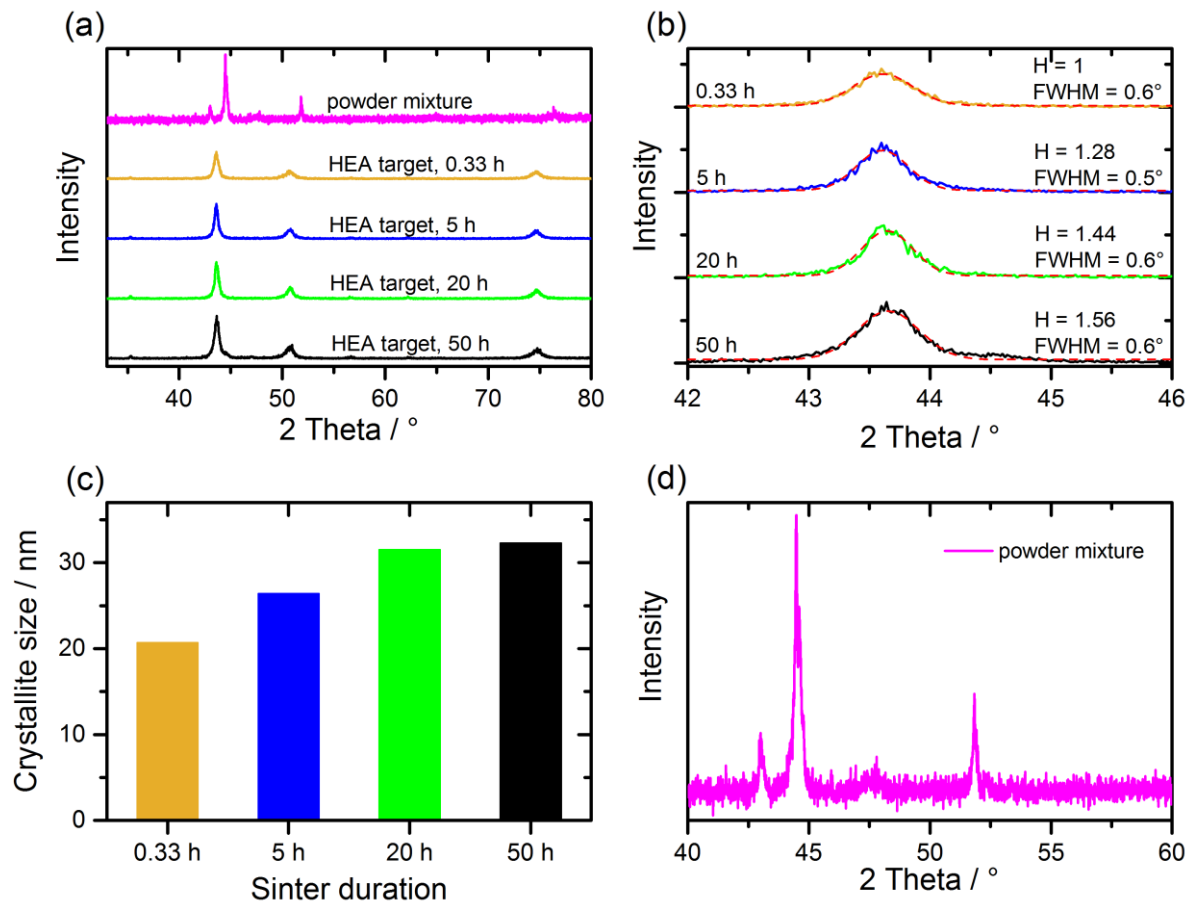 (a)
powder mixture
HEA target, 0.33 h
HEA target, 5 h
HEA target, 20 h
HEA target, 50 h
Intensity
40 50 60 70 80
2 Theta / °
(b)
0.33 h
H = 1
FWHM = 0.6°
5 h
H = 1.28
FWHM = 0.5°
20 h
H = 1.44
FWHM = 0.6°
50 h
H = 1.56
FWHM = 0.6°
Intensity
42 43 44 45 46
2 Theta / °
(c)
Crystallite size / nm
30
20
10
0
0.33 h 5 h 20 h 50 h
Sinter duration
(d)
powder mixture
Intensity
40 45 50 55 60
2 Theta / °